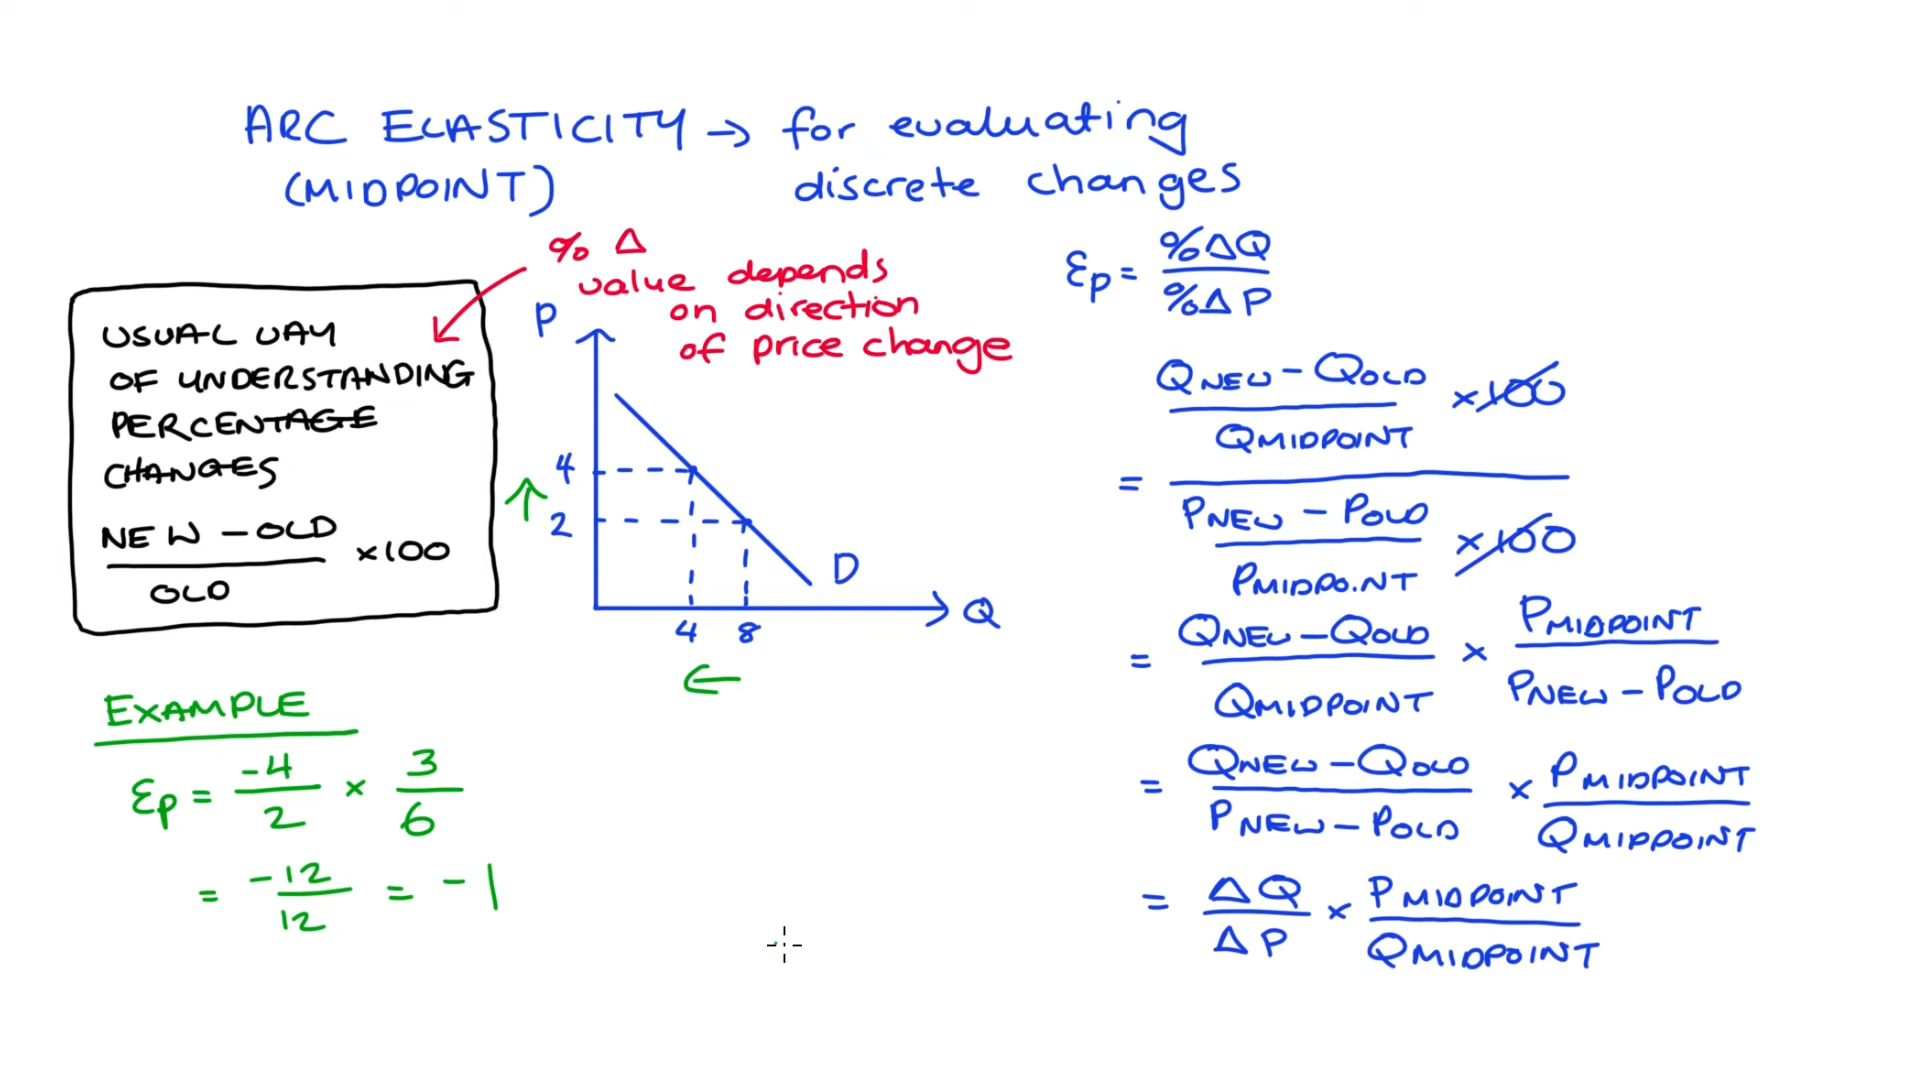 ARC ELASTICITY → for evaluating
(MIDPOINT) discrete changes
% Δ
value depends
on direction
of price change
USUAL WAY
OF UNDERSTANDING
PERCENTAGE
CHANGES
NEW - OLD
OLD
×100
P
4
2
D
4 8
Q
EXAMPLE
εp = -4/2 × 3/6
= -12/12 = -1
εp = %ΔQ
%ΔP
QNEW - QOLD ×100
QMIDPOINT
=
PNEW - POLD ×100
PMIDPOINT
= QNEW - QOLD × PMIDPOINT
QMIDPOINT PNEW - POLD
= QNEW - QOLD × PMIDPOINT
PNEW - POLD QMIDPOINT
= ΔQ × PMIDPOINT
ΔP QMIDPOINT